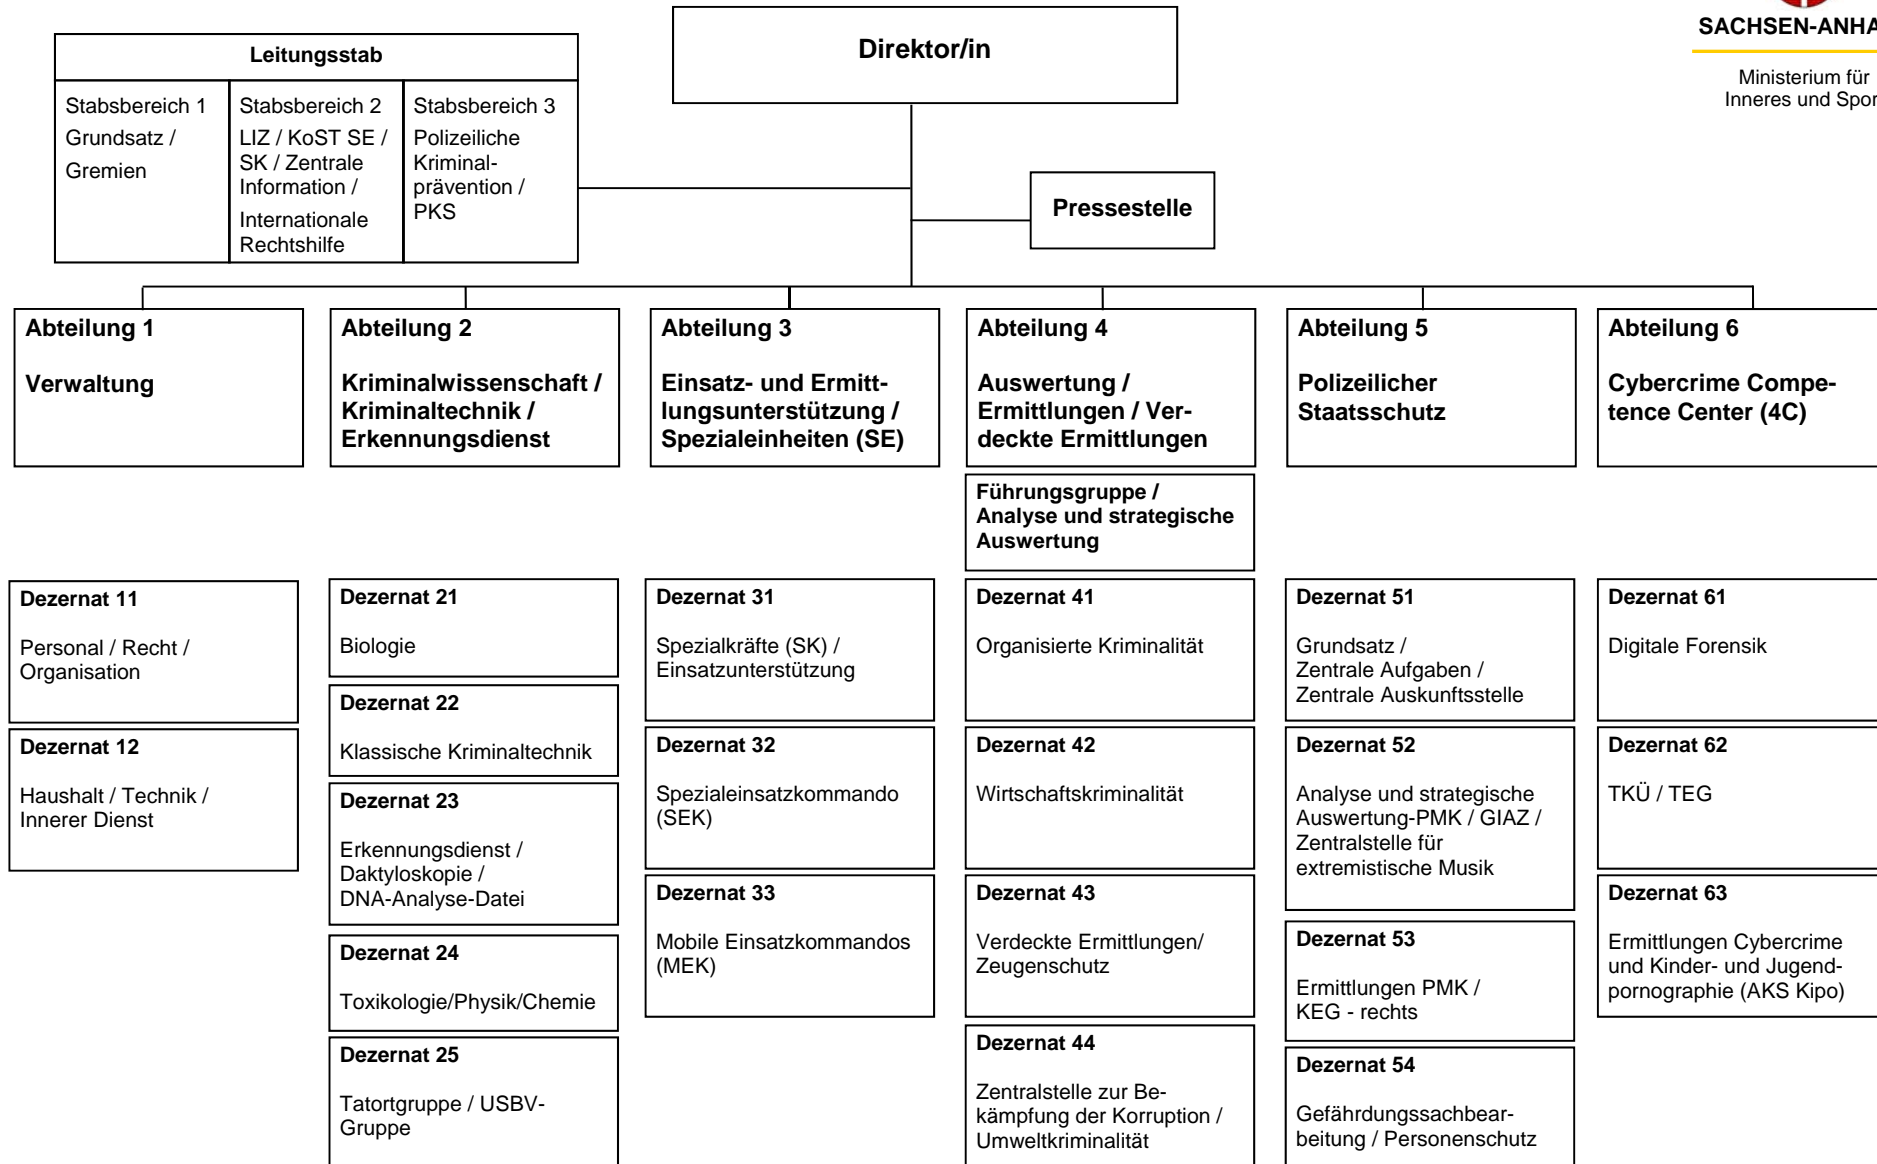 Direktor/in
SACHSEN-ANHA
Ministerium für
Inneres und Spor
Leitungsstab
Stabsbereich 1
Grundsatz /
Gremien
Stabsbereich 2
LIZ / KoST SE /
SK / Zentrale
Information /
Internationale
Rechtshilfe
Stabsbereich 3
Polizeiliche
Kriminal-
prävention /
PKS
Pressestelle
Abteilung 1
Verwaltung
Abteilung 2
Kriminalwissenschaft /
Kriminaltechnik /
Erkennungsdienst
Abteilung 3
Einsatz- und Ermitt-
lungsunterstützung /
Spezialeinheiten (SE)
Abteilung 4
Auswertung /
Ermittlungen / Ver-
deckte Ermittlungen
Abteilung 5
Polizeilicher
Staatsschutz
Abteilung 6
Cybercrime Compe-
tence Center (4C)
Führungsgruppe /
Analyse und strategische
Auswertung
Dezernat 11
Personal / Recht /
Organisation
Dezernat 12
Haushalt / Technik /
Innerer Dienst
Dezernat 21
Biologie
Dezernat 22
Klassische Kriminaltechnik
Dezernat 23
Erkennungsdienst /
Daktyloskopie /
DNA-Analyse-Datei
Dezernat 24
Toxikologie/Physik/Chemie
Dezernat 25
Tatortgruppe / USBV-
Gruppe
Dezernat 31
Spezialkräfte (SK) /
Einsatzunterstützung
Dezernat 32
Spezialeinsatzkommando
(SEK)
Dezernat 33
Mobile Einsatzkommandos
(MEK)
Dezernat 41
Organisierte Kriminalität
Dezernat 42
Wirtschaftskriminalität
Dezernat 43
Verdeckte Ermittlungen/
Zeugenschutz
Dezernat 44
Zentralstelle zur Be-
kämpfung der Korruption /
Umweltkriminalität
Dezernat 51
Grundsatz /
Zentrale Aufgaben /
Zentrale Auskunftsstelle
Dezernat 52
Analyse und strategische
Auswertung-PMK / GIAZ /
Zentralstelle für
extremistische Musik
Dezernat 53
Ermittlungen PMK /
KEG - rechts
Dezernat 54
Gefährdungssachbear-
beitung / Personenschutz
Dezernat 61
Digitale Forensik
Dezernat 62
TKÜ / TEG
Dezernat 63
Ermittlungen Cybercrime
und Kinder- und Jugend-
pornographie (AKS Kipo)